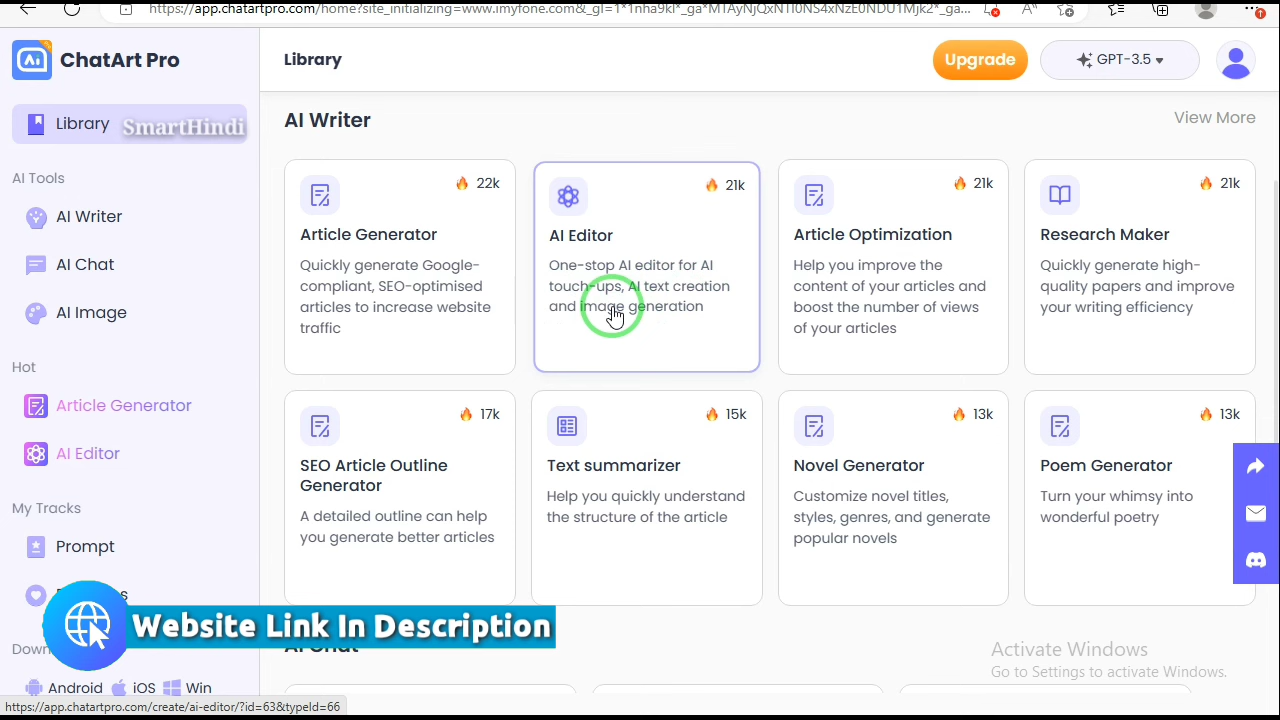 https://app.chatartpro.com/home?site_initializing=www.imyfone.com&_gl=1*1nha9kl*_ga*MTAyNjQxNTI0NS4xNzE0NDU1Mjk2*_ga...
ChatArt Pro
Library
Upgrade
GPT-3.5
Library
SmartHindi
AI Tools
AI Writer
AI Chat
AI Image
Hot
Article Generator
AI Editor
My Tracks
Prompt
Android
iOS
Win
AI Writer
View More
22k
Article Generator
Quickly generate Google-
compliant, SEO-optimised
articles to increase website
traffic
21k
AI Editor
One-stop AI editor for AI
touch-ups, AI text creation
and image generation
21k
Article Optimization
Help you improve the
content of your articles and
boost the number of views
of your articles
21k
Research Maker
Quickly generate high-
quality papers and improve
your writing efficiency
17k
SEO Article Outline
Generator
A detailed outline can help
you generate better articles
15k
Text summarizer
Help you quickly understand
the structure of the article
13k
Novel Generator
Customize novel titles,
styles, genres, and generate
popular novels
13k
Poem Generator
Turn your whimsy into
wonderful poetry
Website Link In Description
AI Chat
Activate Windows
Go to Settings to activate Windows.
https://app.chatartpro.com/create/ai-editor/?id=63&typeId=66